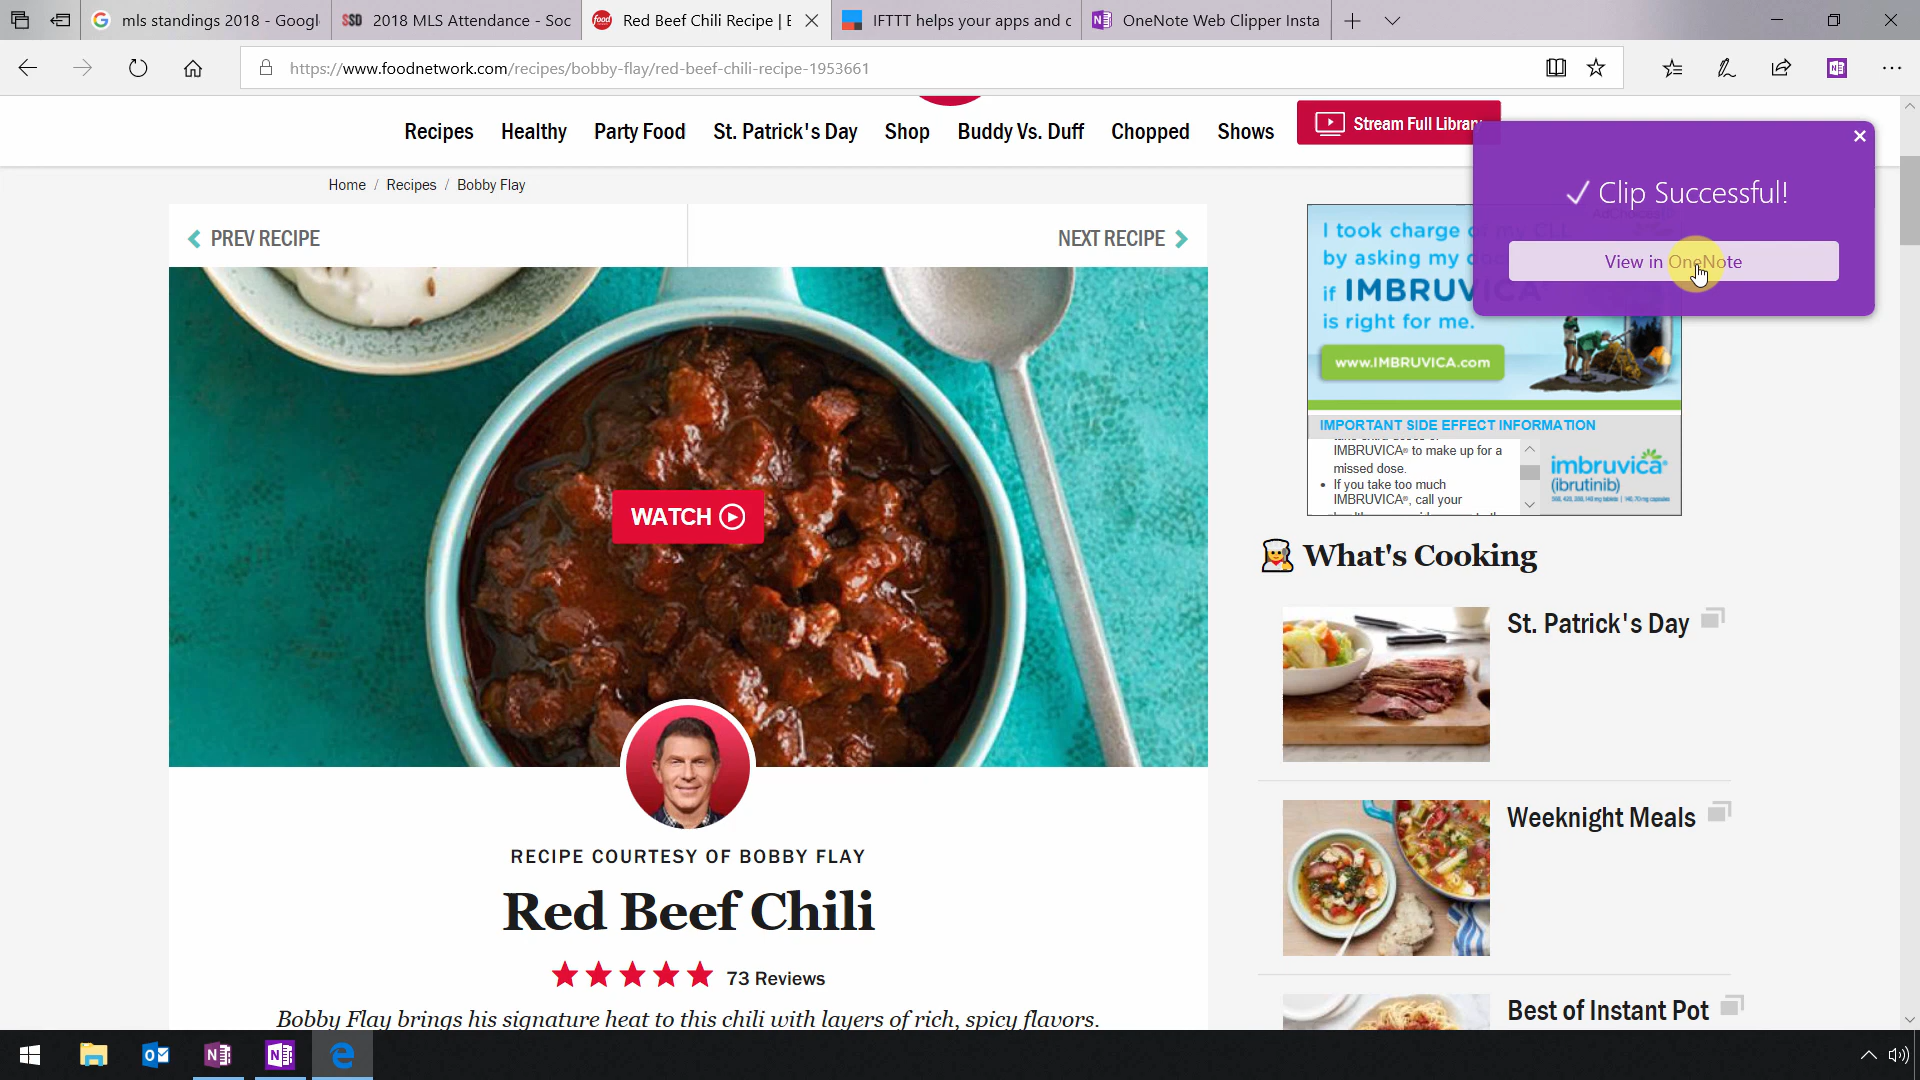 mls standings 2018 - Googl
SSD 2018 MLS Attendance - Soc
food Red Beef Chili Recipe | B
IFTTT helps your apps and c
OneNote Web Clipper Insta
https://www.foodnetwork.com/recipes/bobby-flay/red-beef-chili-recipe-1953661
Recipes Healthy Party Food St. Patrick's Day Shop Buddy Vs. Duff Chopped Shows
Stream Full Library
Home / Recipes / Bobby Flay
PREV RECIPE
NEXT RECIPE
Clip Successful!
View in OneNote
I took charge of my CLL
by asking my
if IMBRUVICA
is right for me.
www.IMBRUVICA.com
IMPORTANT SIDE EFFECT INFORMATION
IMBRUVICA® to make up for a
missed dose.
• If you take too much
IMBRUVICA®, call your
imbruvica®
(ibrutinib)
WATCH
What's Cooking
St. Patrick's Day
Weeknight Meals
Best of Instant Pot
RECIPE COURTESY OF BOBBY FLAY
Red Beef Chili
73 Reviews
Bobby Flay brings his signature heat to this chili with layers of rich, spicy flavors.